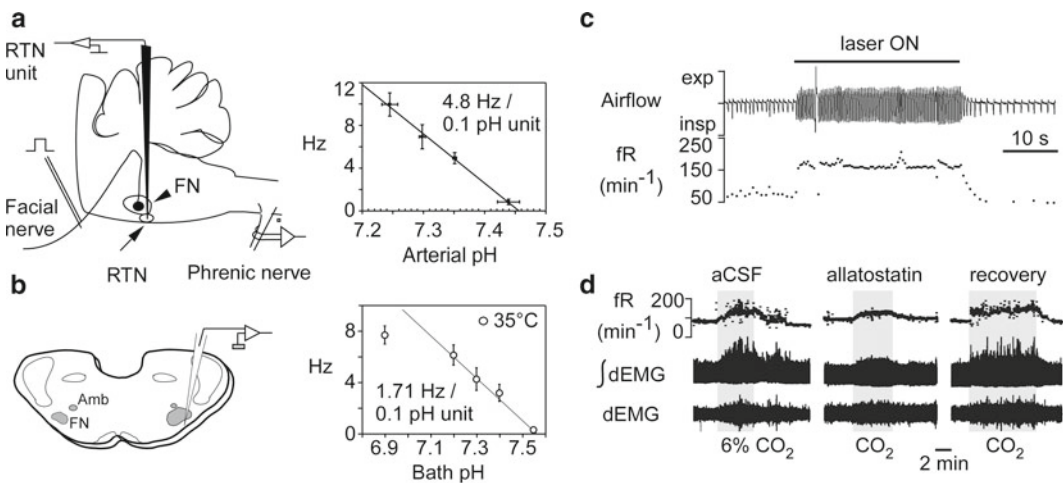 a
RTN
unit
FN
Facial
nerve
RTN
Phrenic nerve
12
8
4
0
Hz
4.8 Hz /
0.1 pH unit
7.2 7.3 7.4 7.5
Arterial pH
b
Amb
FN
8
4
0
Hz
35°C
1.71 Hz /
0.1 pH unit
6.9 7.1 7.3 7.5
Bath pH
c
laser ON
exp
Airflow
insp
10 s
250
fR
150
(min-1)
50
d
aCSF allatostatin recovery
fR 200
(min-1) 0
∫dEMG
dEMG
6% CO2 CO2 CO2
2 min